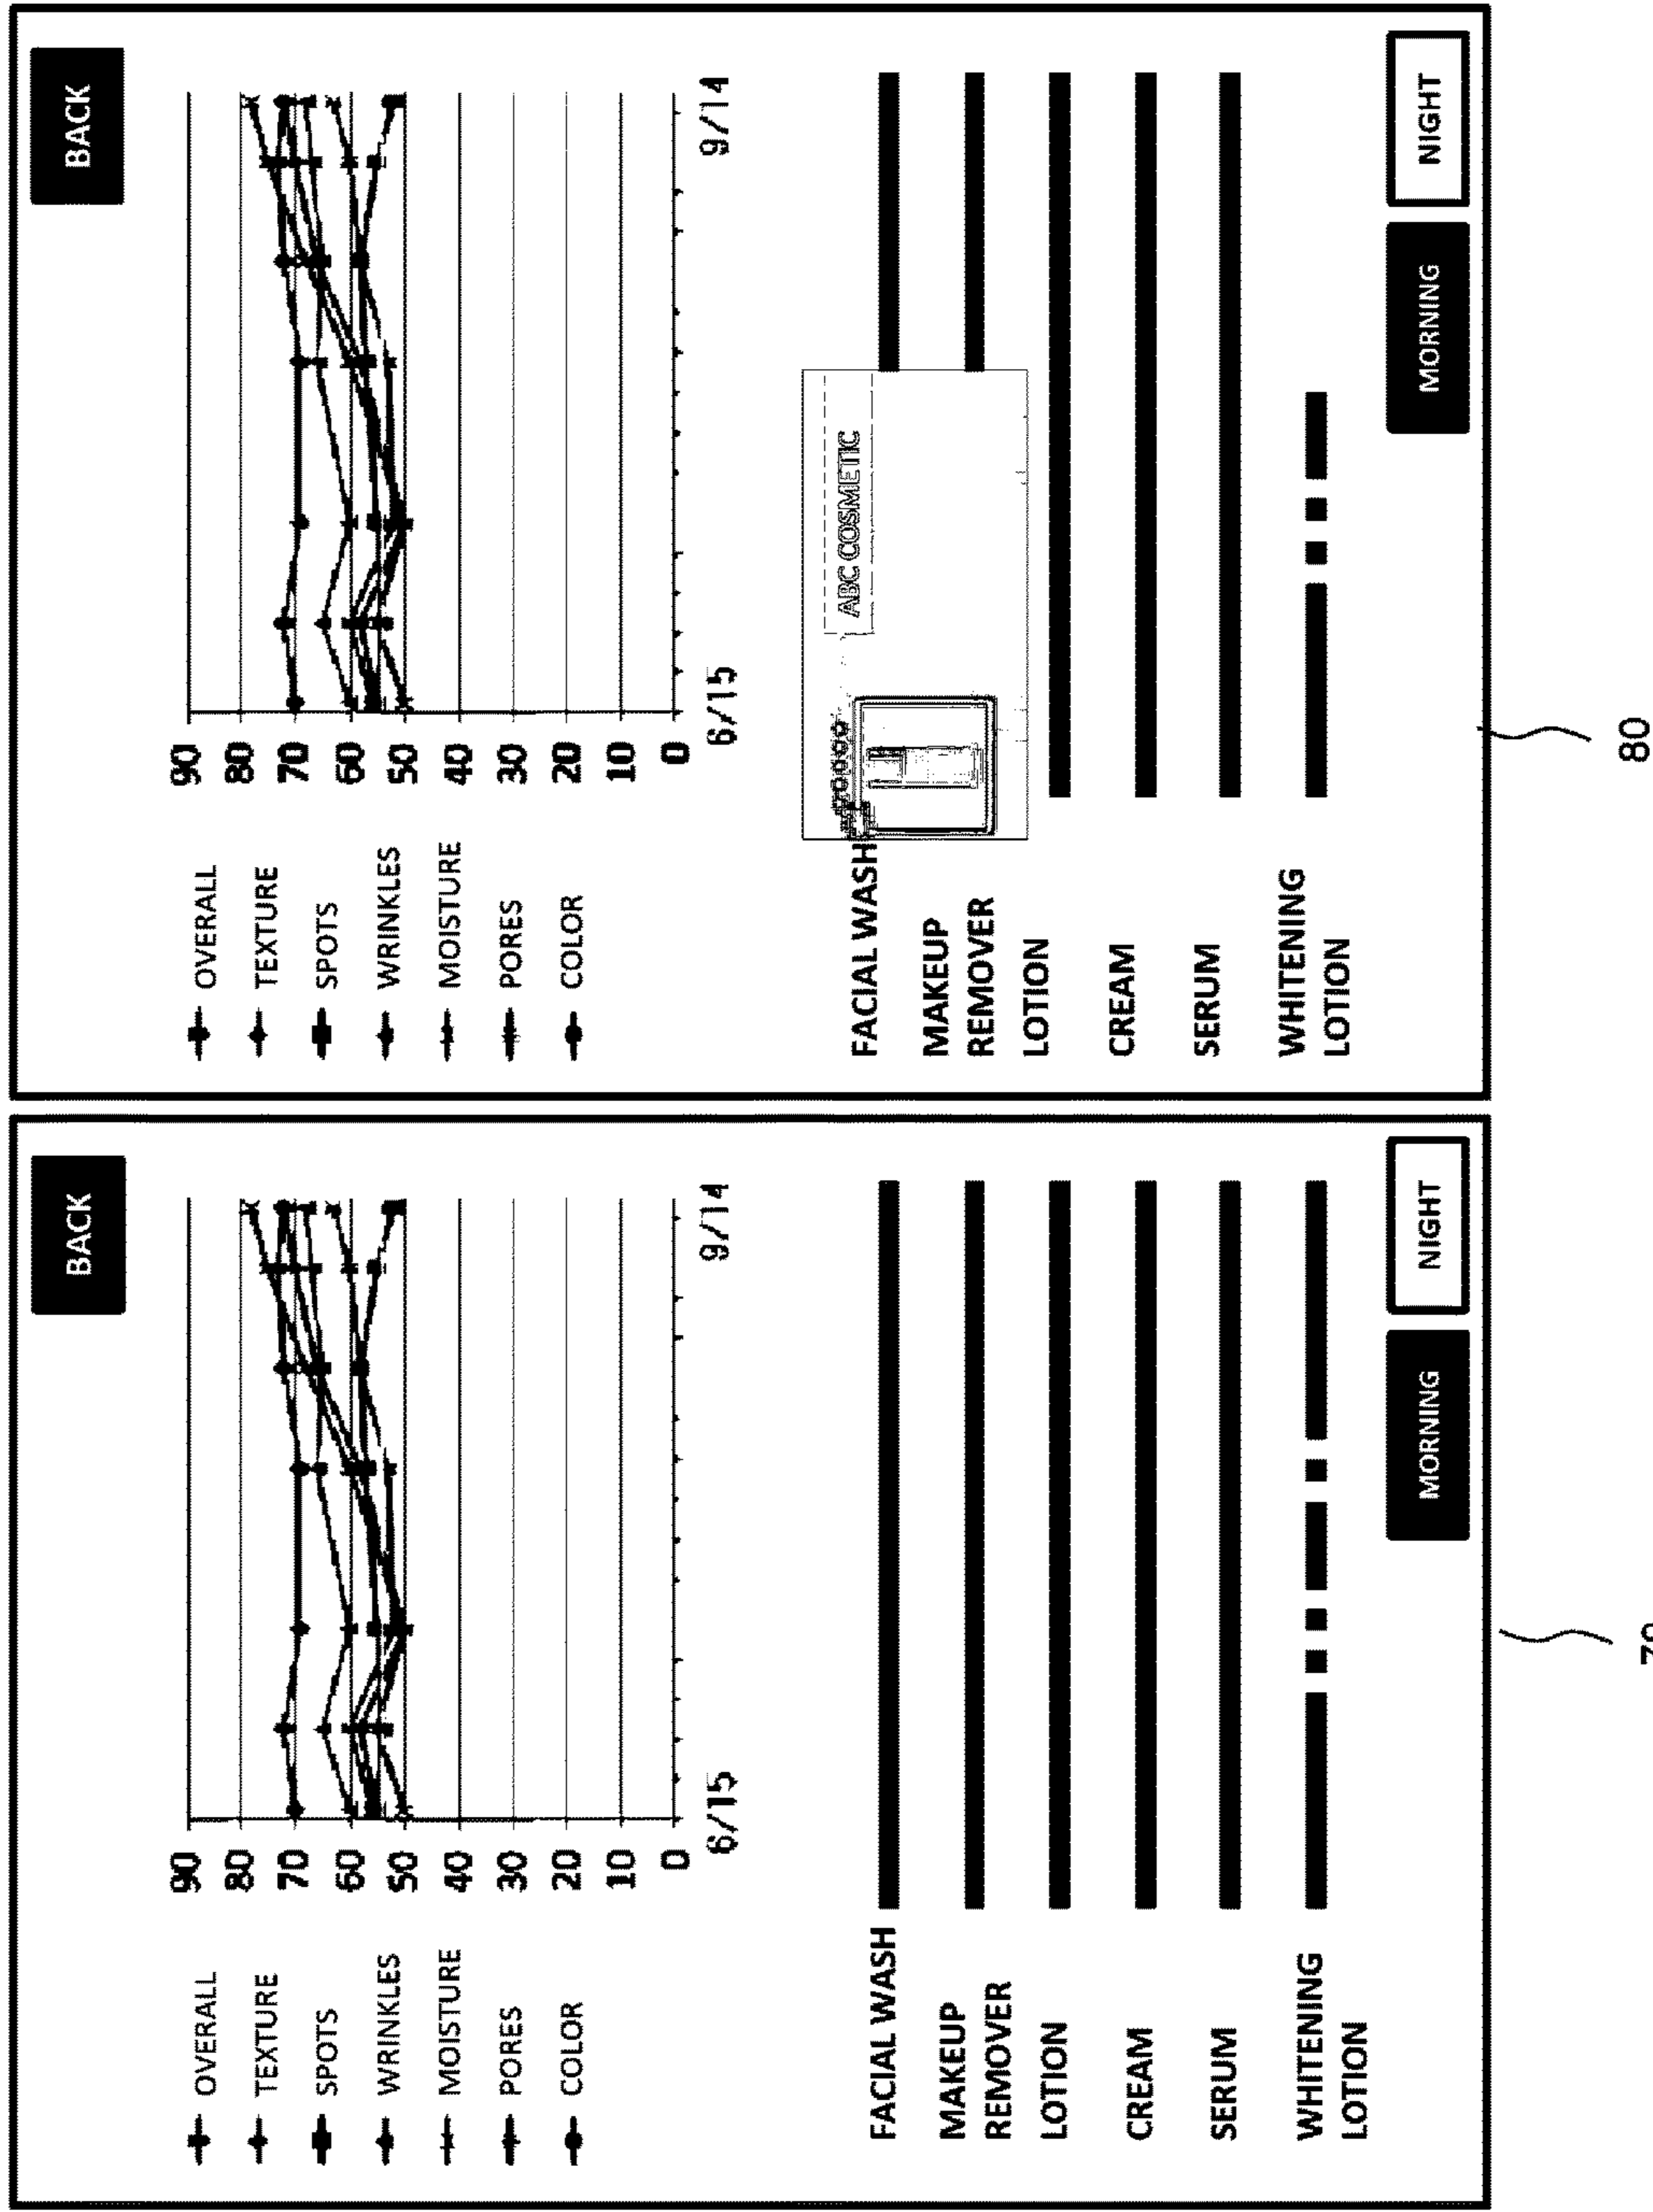 BACK
OVERALL
TEXTURE
SPOTS
WRINKLES
MOISTURE
PORES
COLOR
90
80
70
60
50
40
30
20
10
0
6/15
9/14
FACIAL WASH
MAKEUP
REMOVER
LOTION
CREAM
SERUM
WHITENING
LOTION
MORNING
NIGHT
BACK
OVERALL
TEXTURE
SPOTS
WRINKLES
MOISTURE
PORES
COLOR
90
80
70
60
50
40
30
20
10
0
6/15
9/14
ABC COSMETIC
FACIAL WASH
MAKEUP
REMOVER
LOTION
CREAM
SERUM
WHITENING
LOTION
MORNING
NIGHT
80